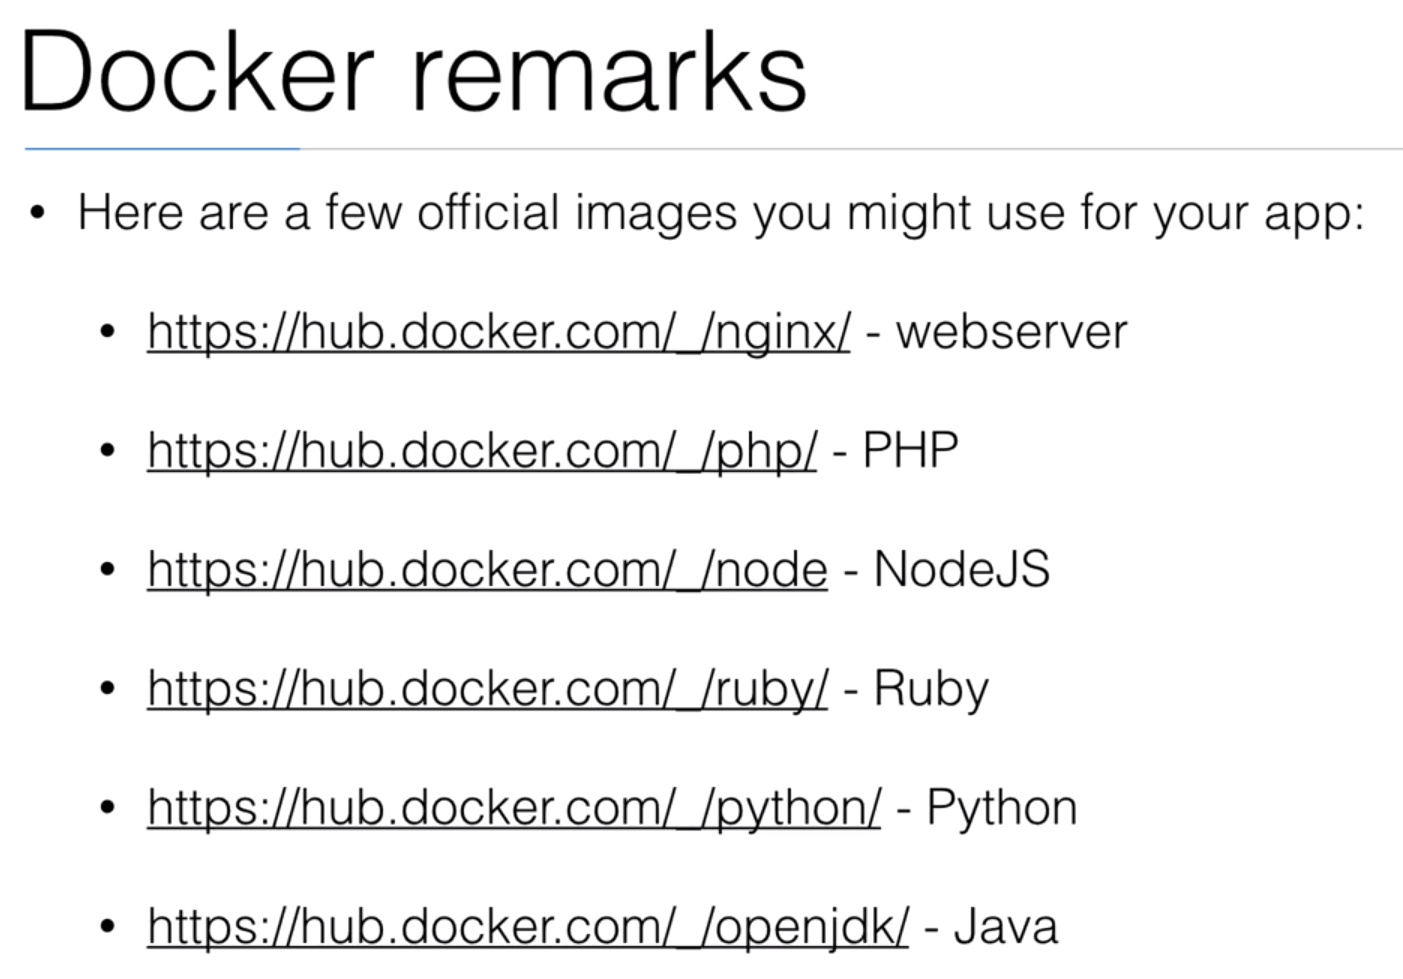 Docker remarks
• Here are a few official images you might use for your app:
• https://hub.docker.com/_/nginx/ - webserver
• https://hub.docker.com/_/php/ - PHP
• https://hub.docker.com/_/node - NodeJS
• https://hub.docker.com/_/ruby/ - Ruby
• https://hub.docker.com/_/python/ - Python
• https://hub.docker.com/_/openjdk/ - Java